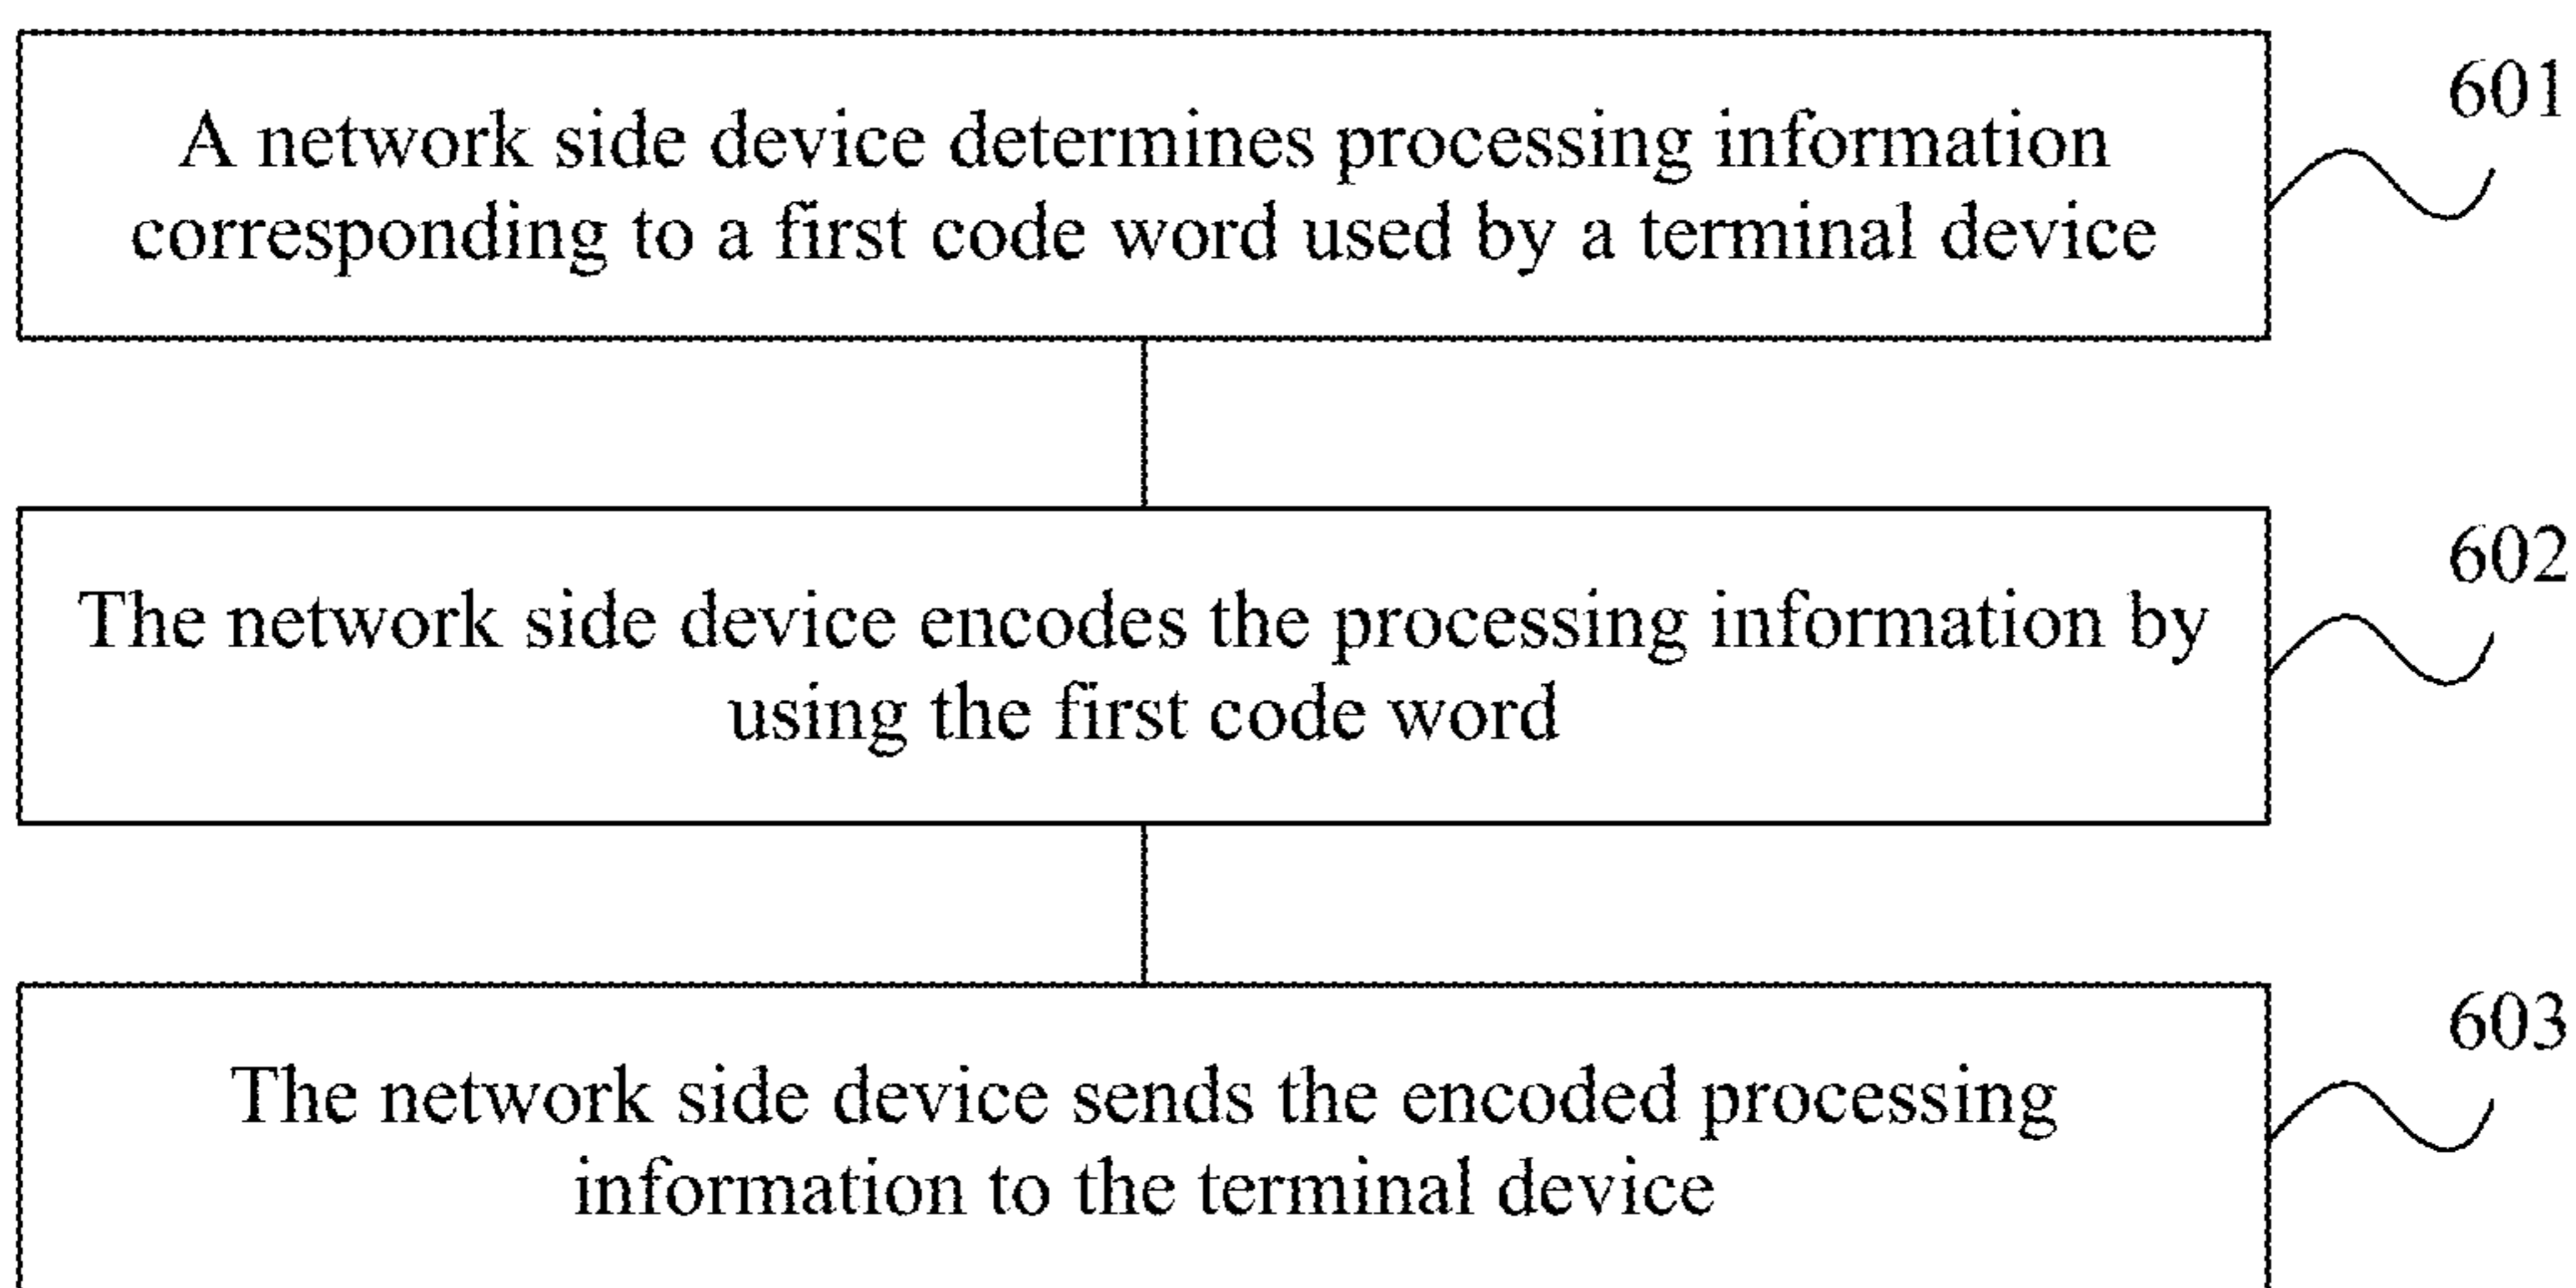 A network side device determines processing information
corresponding to a first code word used by a terminal device
601
The network side device encodes the processing information by
using the first code word
602
The network side device sends the encoded processing
information to the terminal device
603